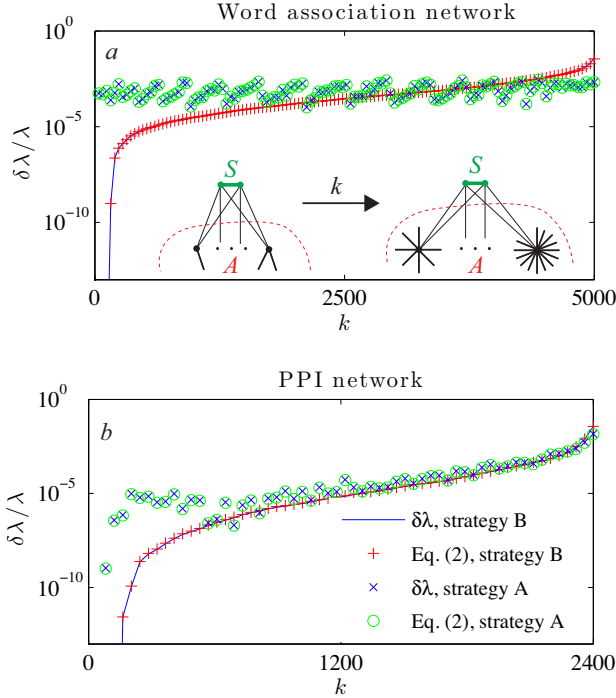 Word association network
a
10^0
10^-5
10^-10
δλ/λ
S
k
S
A
A
0
2500
5000
k
PPI network
b
10^0
10^-5
10^-10
δλ/λ
δλ, strategy B
Eq. (2), strategy B
δλ, strategy A
Eq. (2), strategy A
0
1200
2400
k